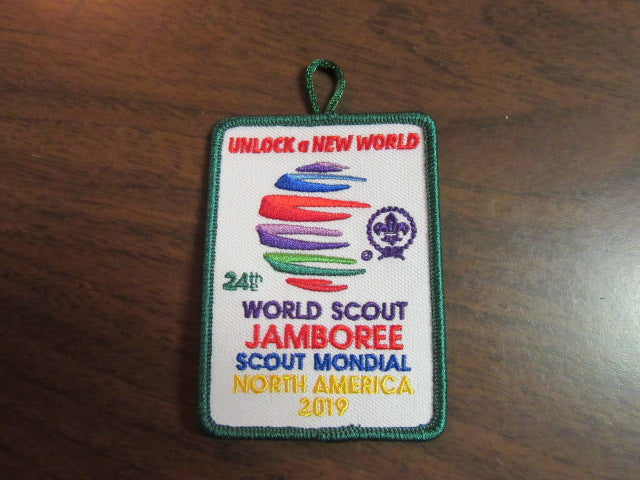 UNLOCK a NEW WORLD
®
24th
WORLD SCOUT
JAMBOREE
SCOUT MONDIAL
NORTH AMERICA
2019